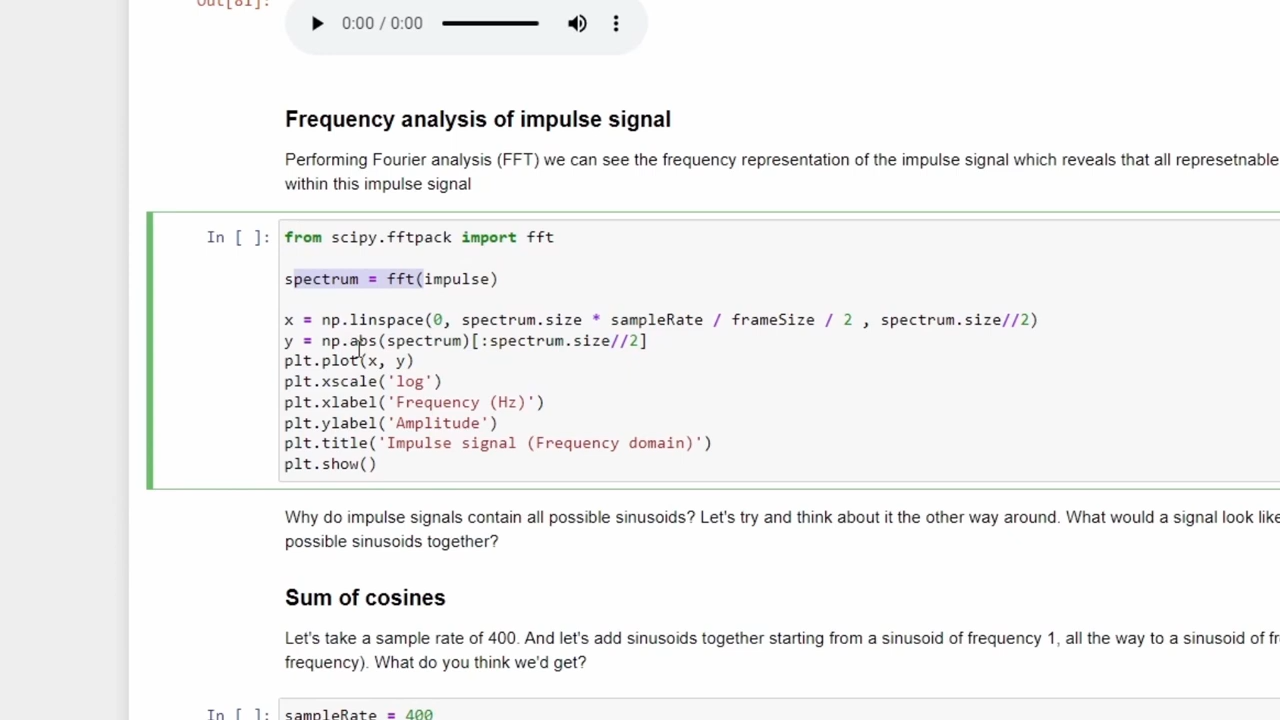 Out[81]:
0:00 / 0:00
Frequency analysis of impulse signal
Performing Fourier analysis (FFT) we can see the frequency representation of the impulse signal which reveals that all represetnable
within this impulse signal
In [ ]: from scipy.fftpack import fft
spectrum = fft(impulse)
x = np.linspace(0, spectrum.size * sampleRate / frameSize / 2 , spectrum.size//2)
y = np.abs(spectrum)[:spectrum.size//2]
plt.plot(x, y)
plt.xscale('log')
plt.xlabel('Frequency (Hz)')
plt.ylabel('Amplitude')
plt.title('Impulse signal (Frequency domain)')
plt.show()
Why do impulse signals contain all possible sinusoids? Let's try and think about it the other way around. What would a signal look like
possible sinusoids together?
Sum of cosines
Let's take a sample rate of 400. And let's add sinusoids together starting from a sinusoid of frequency 1, all the way to a sinusoid of fr
frequency). What do you think we'd get?
In [ ]: sampleRate = 400